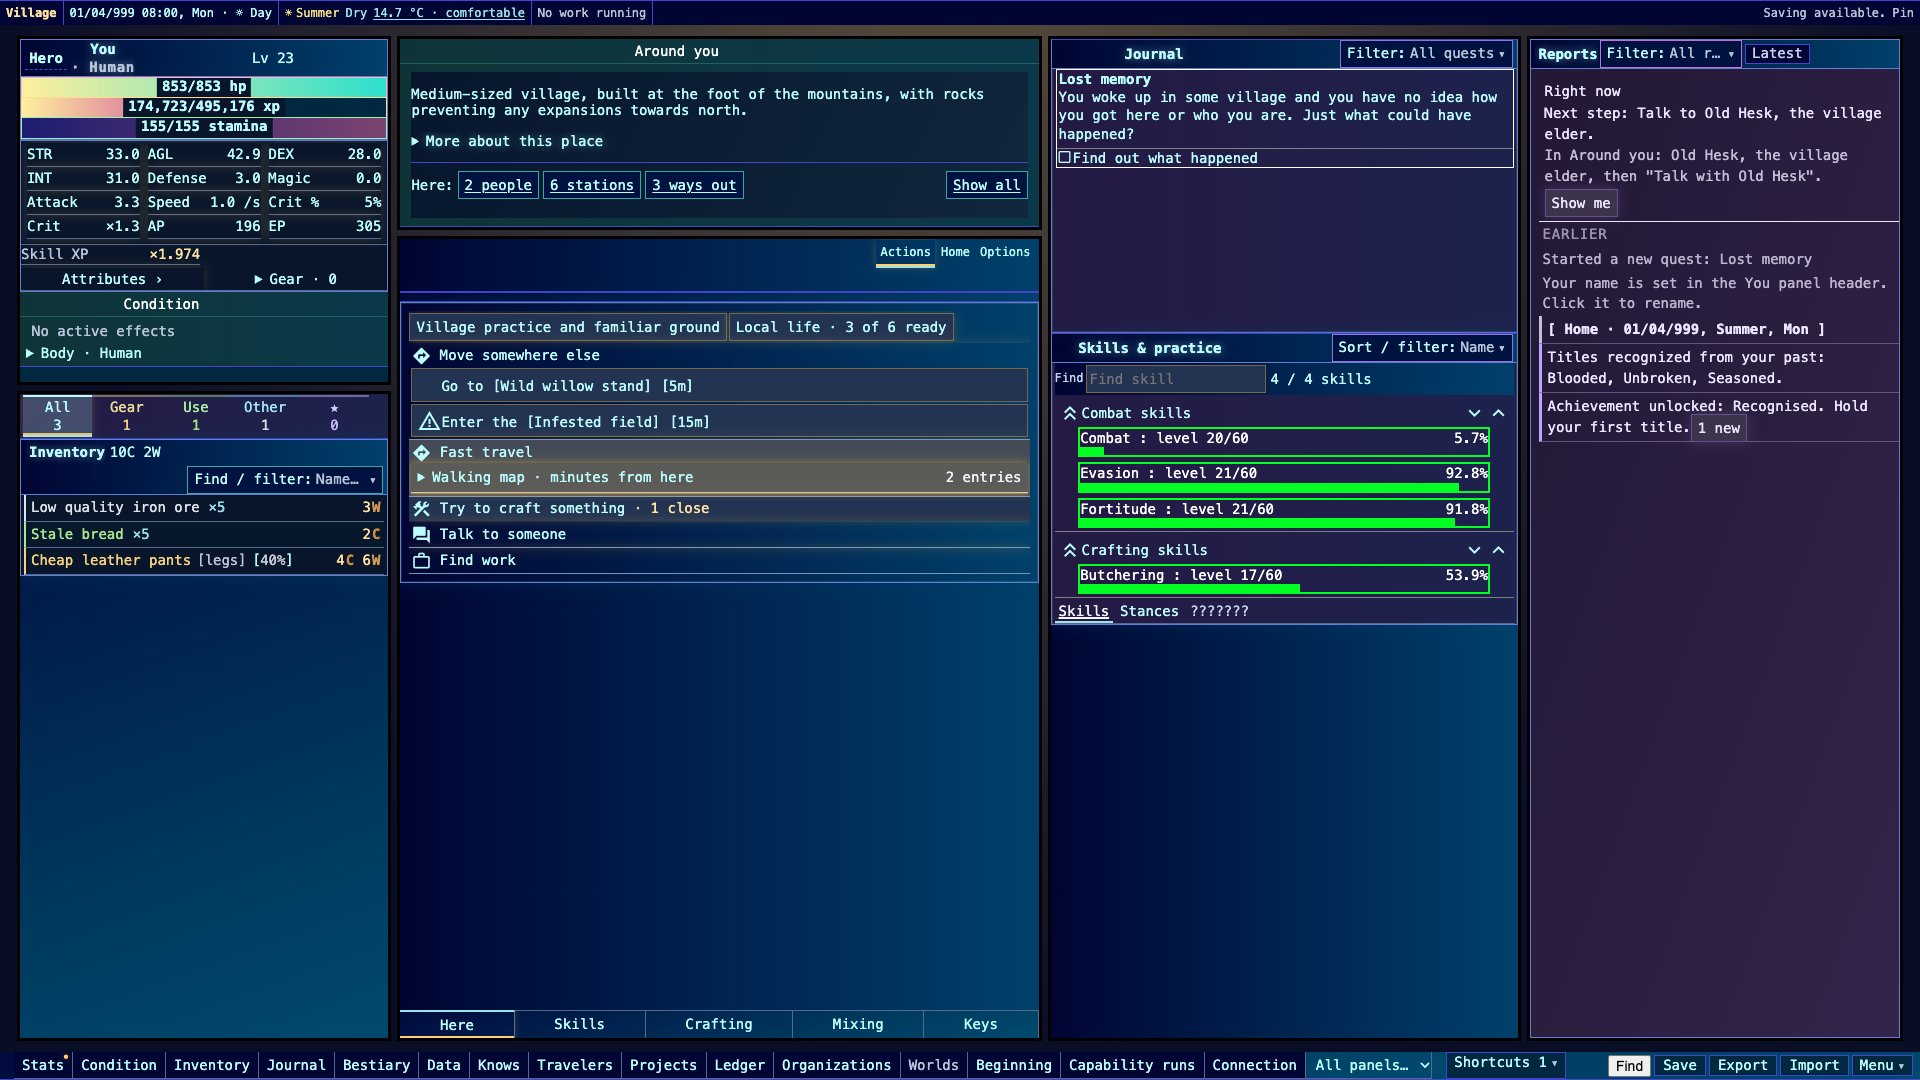 Village
01/04/999 08:00, Mon · ☀ Day
☀ Summer Dry 14.7 °C · comfortable
No work running
Saving available. Pin
Hero · You Human
Lv 23
853/853 hp
174,723/495,176 xp
155/155 stamina
STR 33.0 AGL 42.9 DEX 28.0
INT 31.0 Defense 3.0 Magic 0.0
Attack 3.3 Speed 1.0 /s Crit % 5%
Crit ×1.3 AP 196 EP 305
Skill XP ×1.974
Attributes › ▶ Gear · 0
Condition
No active effects
▶ Body · Human
All Gear Use Other ★
3 1 1 1 0
Inventory 10C 2W
Find / filter: Name… ▾
Low quality iron ore ×5 3W
Stale bread ×5 2C
Cheap leather pants [legs] [40%] 4C 6W
Around you
Medium-sized village, built at the foot of the mountains, with rocks
preventing any expansions towards north.
▶ More about this place
Here: 2 people 6 stations 3 ways out Show all
Actions Home Options
Village practice and familiar ground Local life · 3 of 6 ready
Move somewhere else
Go to [Wild willow stand] [5m]
Enter the [Infested field] [15m]
Fast travel
▶ Walking map · minutes from here 2 entries
Try to craft something · 1 close
Talk to someone
Find work
Here Skills Crafting Mixing Keys
Journal
Filter: All quests ▾
Lost memory
You woke up in some village and you have no idea how
you got here or who you are. Just what could have
happened?
Find out what happened
Skills & practice
Sort / filter: Name ▾
Find Find skill 4 / 4 skills
Combat skills
Combat : level 20/60 5.7%
Evasion : level 21/60 92.8%
Fortitude : level 21/60 91.8%
Crafting skills
Butchering : level 17/60 53.9%
Skills Stances ???????
Reports Filter: All r… ▾ Latest
Right now
Next step: Talk to Old Hesk, the village
elder.
In Around you: Old Hesk, the village
elder, then "Talk with Old Hesk".
Show me
EARLIER
Started a new quest: Lost memory
Your name is set in the You panel header.
Click it to rename.
[ Home · 01/04/999, Summer, Mon ]
Titles recognized from your past:
Blooded, Unbroken, Seasoned.
Achievement unlocked: Recognised. Hold
your first title. 1 new
Stats Condition Inventory Journal Bestiary Data Knows Travelers Projects Ledger Organizations Worlds Beginning Capability runs Connection All panels… Shortcuts 1 ▾ Find Save Export Import Menu ▾